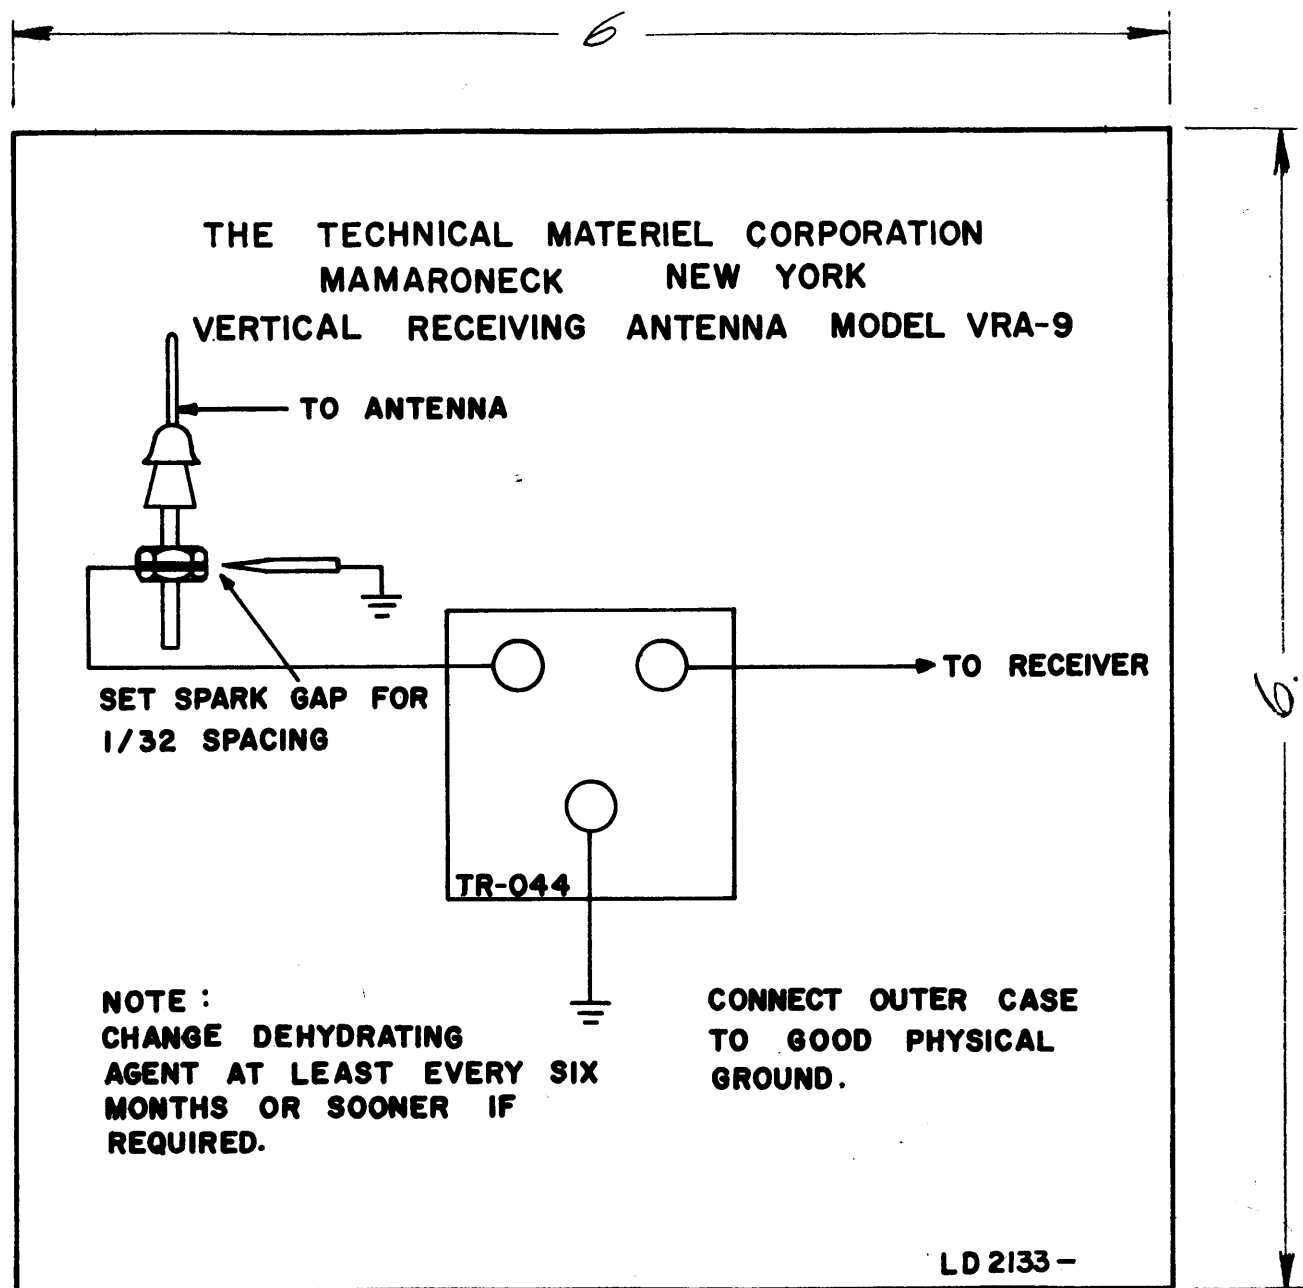 6
THE TECHNICAL MATERIEL CORPORATION
MAMARONECK NEW YORK
VERTICAL RECEIVING ANTENNA MODEL VRA-9
TO ANTENNA
TO RECEIVER
6.
SET SPARK GAP FOR
1/32 SPACING
TR-044
NOTE :
CHANGE DEHYDRATING
AGENT AT LEAST EVERY SIX
MONTHS OR SOONER IF
REQUIRED.
CONNECT OUTER CASE
TO GOOD PHYSICAL
GROUND.
LD 2133-